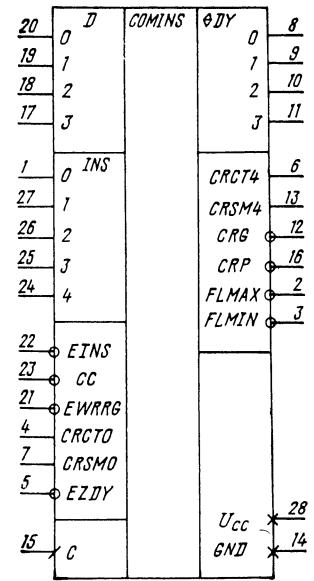 D COMINS ΦDY
20 0 0 8
19 1 1 9
18 2 2 10
17 3 3 11
INS
1 0 CRCT4 6
27 1 CRSM4 13
26 2 CRG 12
25 3 CRP 16
24 4 FLMAX 2
FLMIN 3
22 EINS
23 CC
21 EWRRG
4 CRCT0
7 CRSM0
5 EZDY
UCC 28
15 C GND 14